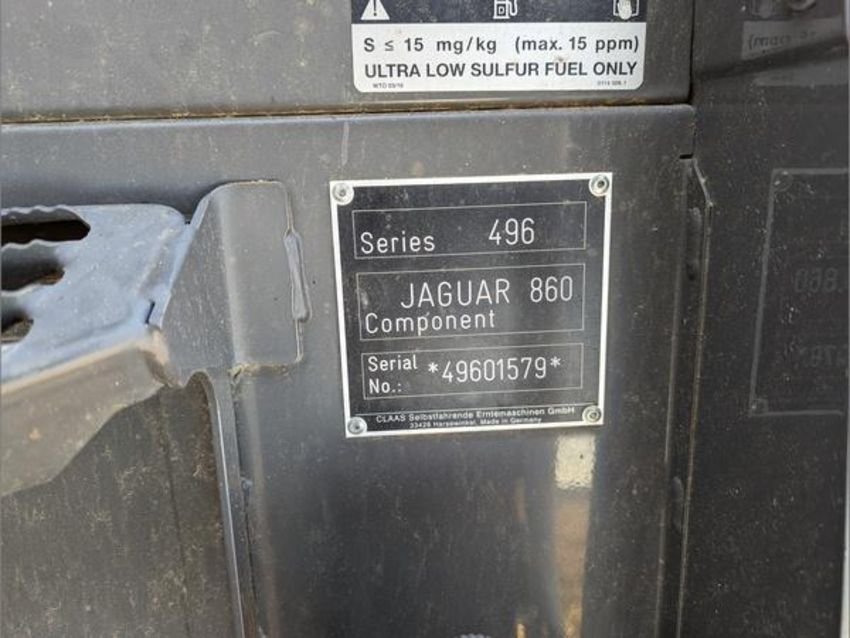 S ≤ 15 mg/kg (max. 15 ppm)
ULTRA LOW SULFUR FUEL ONLY
Series 496
JAGUAR 860
Component
Serial
No.: *49601579*
CLAAS Selbstfahrende Erntemaschinen GmbH
33428 Harsewinkel, Made in Germany